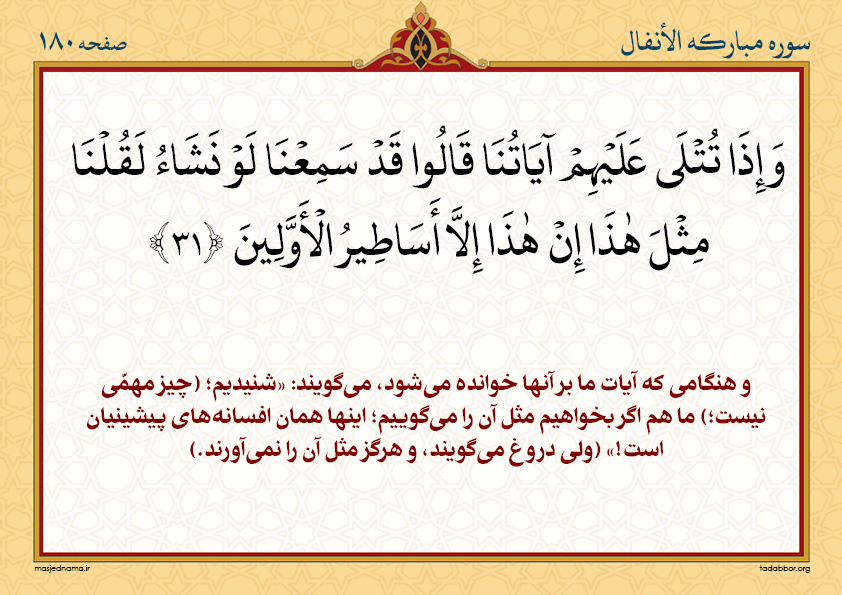 سوره مبارکه الأنفال
صفحه ۱۸۰
وَإِذَا تُتْلَى عَلَيْهِمْ آيَاتُنَا قَالُوا قَدْ سَمِعْنَا لَوْ نَشَاءُ لَقُلْنَا
مِثْلَ هَٰذَا إِنْ هَٰذَا إِلَّا أَسَاطِيرُ الْأَوَّلِينَ ﴿۳۱﴾
و هنگامی که آیات ما بر آنها خوانده می‌شود، می‌گویند: «شنیدیم؛ (چیز مهمّی
نیست؛) ما هم اگر بخواهیم مثل آن را می‌گوییم؛ اینها همان افسانه‌های پیشینیان
است!» (ولی دروغ می‌گویند، و هرگز مثل آن را نمی‌آورند.)
masjednama.ir
tadabbor.org